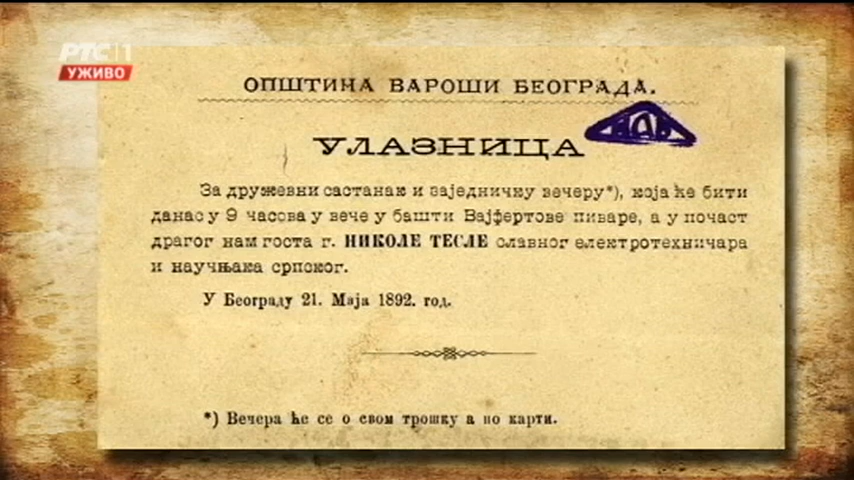 РТС 1
УЖИВО
ОПШТИНА ВАРОШИ БЕОГРАДА.
УЛАЗНИЦА
За дружевни састанак и заједничку вечеру*), која ће бити
данас у 9 часова у вече у башти Вајфертове пиваре, а у почаст
драгог нам госта г. НИКОЛЕ ТЕСЛЕ славног електротехничара
и научњака српског.
У Београду 21. Маја 1892. год.
*) Вечера ће се о свом трошку а по карти.